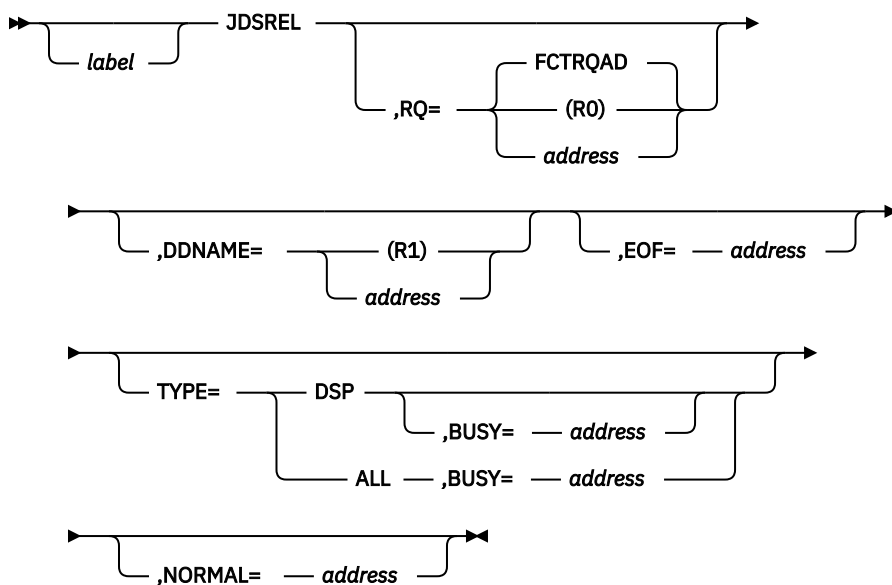 label JDSREL
,RQ= FCTRQAD
(R0)
address
,DDNAME= (R1)
address
,EOF= address
TYPE= DSP
,BUSY= address
ALL ,BUSY= address
,NORMAL= address